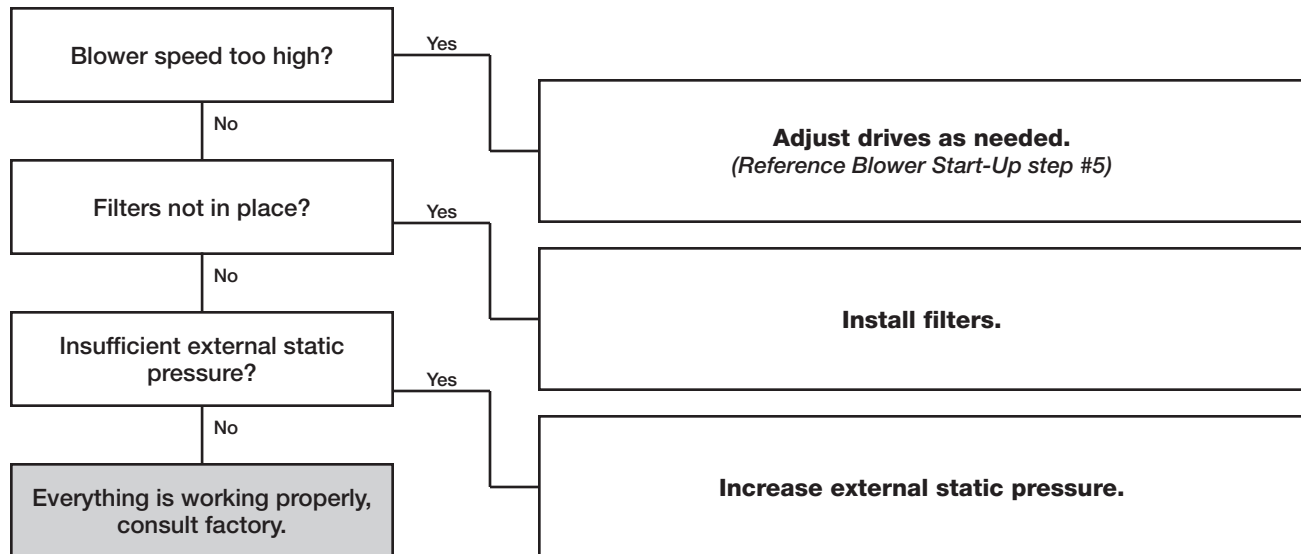 Blower speed too high?
Yes
Adjust drives as needed.
(Reference Blower Start-Up step #5)
No
Filters not in place?
Yes
Install filters.
No
Insufficient external static
pressure?
Yes
Increase external static pressure.
No
Everything is working properly,
consult factory.